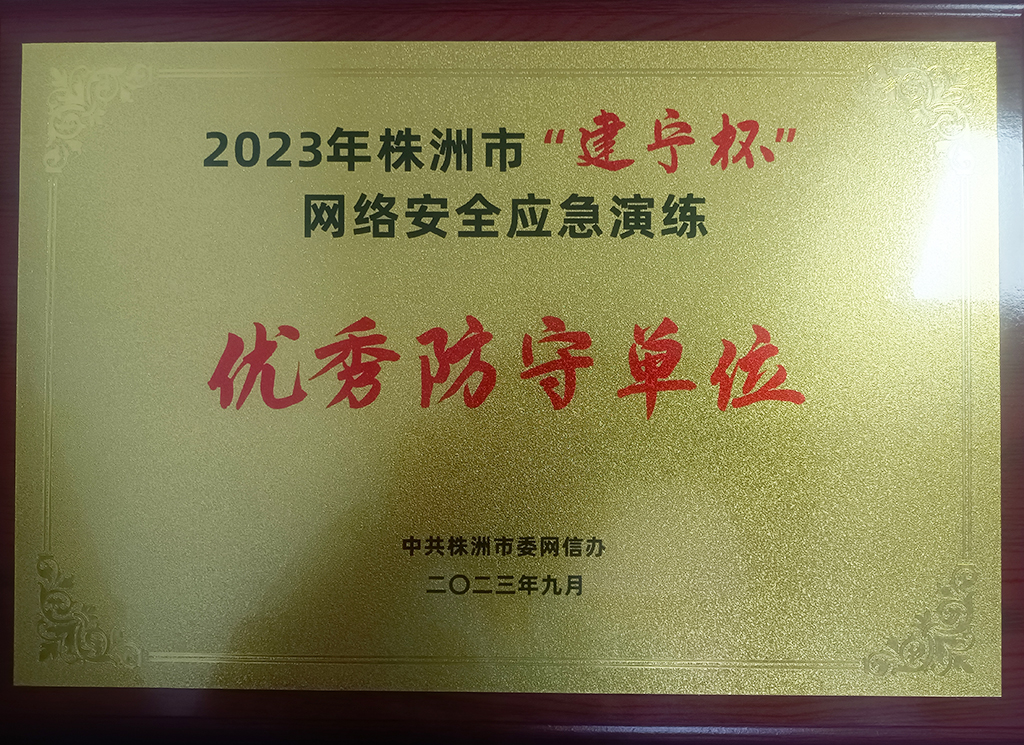 2023年株洲市“建宁杯”
网络安全应急演练
优秀防守单位
中共株洲市委网信办
二〇二三年九月